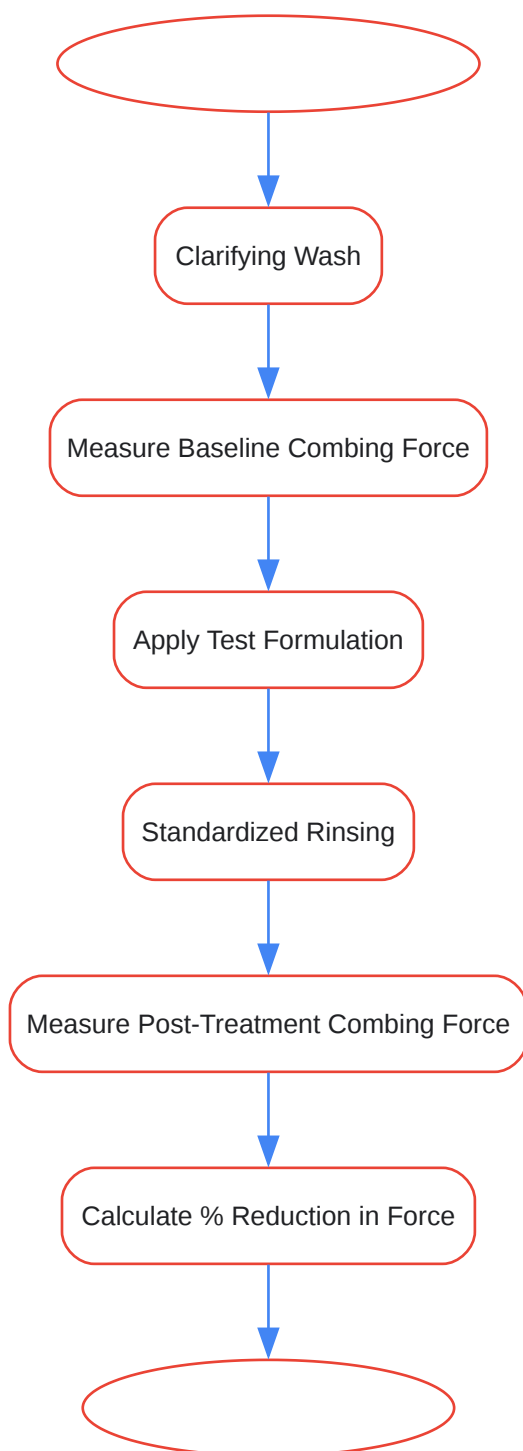 Clarifying Wash
Measure Baseline Combing Force
Apply Test Formulation
Standardized Rinsing
Measure Post-Treatment Combing Force
Calculate % Reduction in Force